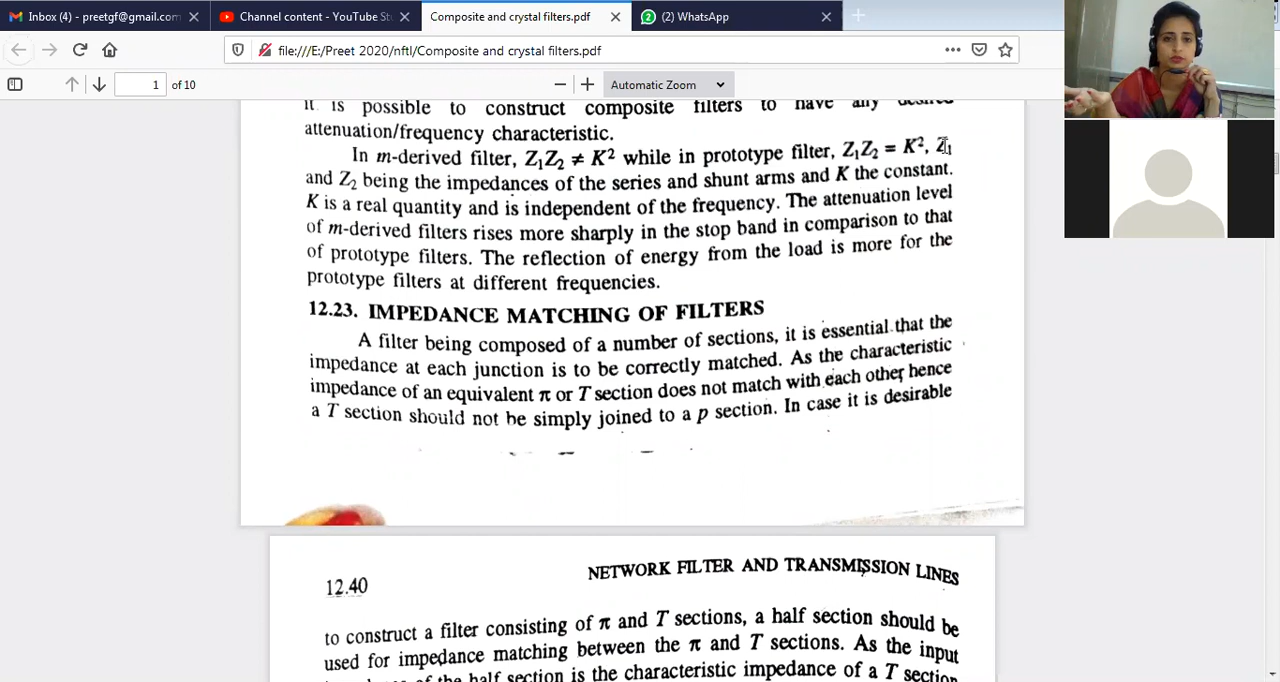 Inbox (4) - preetgf@gmail.com
Channel content - YouTube St
Composite and crystal filters.pdf
(2) WhatsApp
file:///E:/Preet 2020/nftl/Composite and crystal filters.pdf
1 of 10
Automatic Zoom
it is possible to construct composite filters to have any desired
attenuation/frequency characteristic.
In m-derived filter, Z₁Z₂ ≠ K² while in prototype filter, Z₁Z₂ = K², Z₁
and Z₂ being the impedances of the series and shunt arms and K the constant.
K is a real quantity and is independent of the frequency. The attenuation level
of m-derived filters rises more sharply in the stop band in comparison to that
of prototype filters. The reflection of energy from the load is more for the
prototype filters at different frequencies.
12.23. IMPEDANCE MATCHING OF FILTERS
A filter being composed of a number of sections, it is essential that the
impedance at each junction is to be correctly matched. As the characteristic
impedance of an equivalent π or T section does not match with each other, hence
a T section should not be simply joined to a p section. In case it is desirable
12.40
NETWORK FILTER AND TRANSMISSION LINES
to construct a filter consisting of π and T sections, a half section should be
used for impedance matching between the π and T sections. As the input
of the half section is the characteristic impedance of a T section